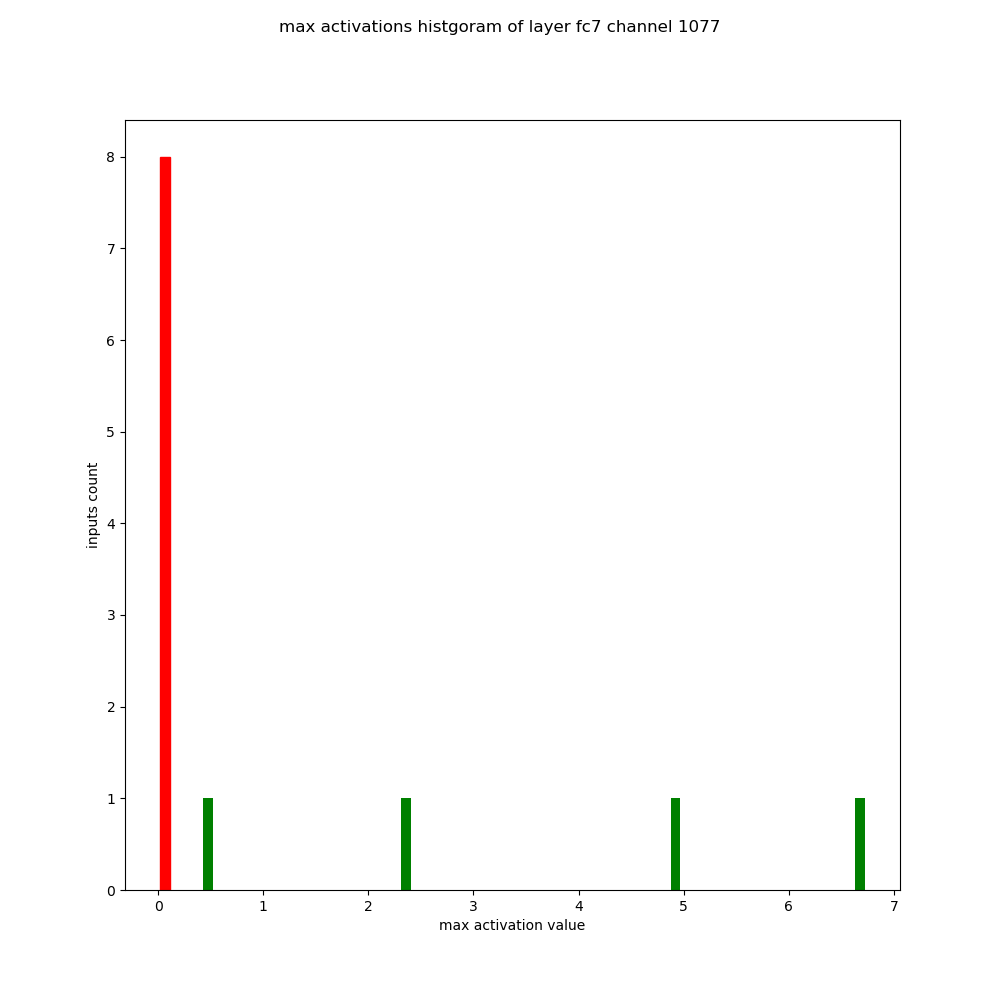 max activations histgoram of layer fc7 channel 1077
8
7
6
5
4
3
2
1
0
inputs count
0 1 2 3 4 5 6 7
max activation value